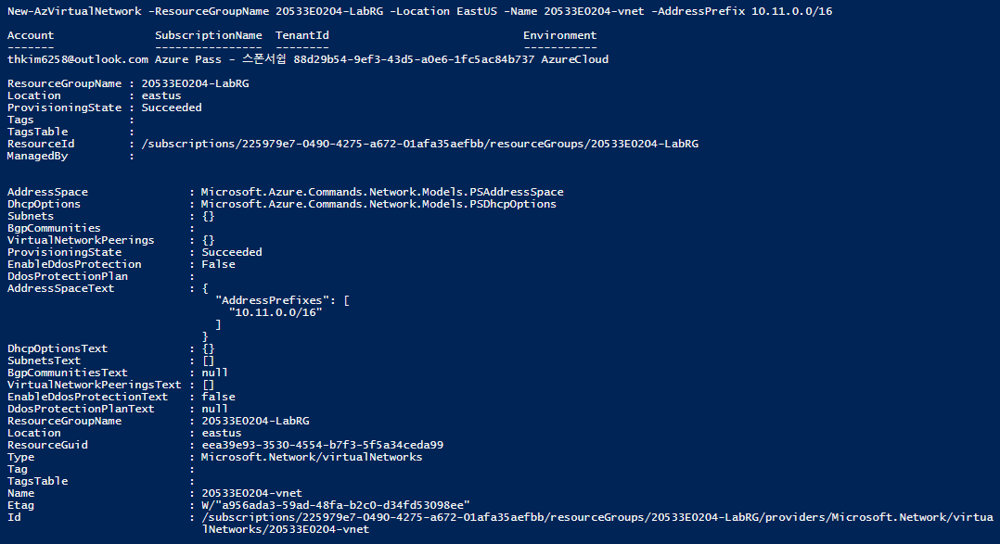 New-AzVirtualNetwork -ResourceGroupName 20533E0204-LabRG -Location EastUS -Name 20533E0204-vnet -AddressPrefix 10.11.0.0/16
Account SubscriptionName TenantId Environment
------- ---------------- -------- -----------
thkim6258@outlook.com Azure Pass - 스폰서쉽 88d29b54-9ef3-43d5-a0e6-1fc5ac84b737 AzureCloud
ResourceGroupName : 20533E0204-LabRG
Location : eastus
ProvisioningState : Succeeded
Tags :
TagsTable :
ResourceId : /subscriptions/225979e7-0490-4275-a672-01afa35aefbb/resourceGroups/20533E0204-LabRG
ManagedBy :
AddressSpace : Microsoft.Azure.Commands.Network.Models.PSAddressSpace
DhcpOptions : Microsoft.Azure.Commands.Network.Models.PSDhcpOptions
Subnets : {}
BgpCommunities :
VirtualNetworkPeerings : {}
ProvisioningState : Succeeded
EnableDdosProtection : False
DdosProtectionPlan :
AddressSpaceText : {
"AddressPrefixes": [
"10.11.0.0/16"
]
}
DhcpOptionsText : {}
SubnetsText : []
BgpCommunitiesText : null
VirtualNetworkPeeringsText : []
EnableDdosProtectionText : false
DdosProtectionPlanText : null
ResourceGroupName : 20533E0204-LabRG
Location : eastus
ResourceGuid : eea39e93-3530-4554-b7f3-5f5a34ceda99
Type : Microsoft.Network/virtualNetworks
Tag :
TagsTable :
Name : 20533E0204-vnet
Etag : W/"a956ada3-59ad-48fa-b2c0-d34fd53098ee"
Id : /subscriptions/225979e7-0490-4275-a672-01afa35aefbb/resourceGroups/20533E0204-LabRG/providers/Microsoft.Network/virtua
lNetworks/20533E0204-vnet